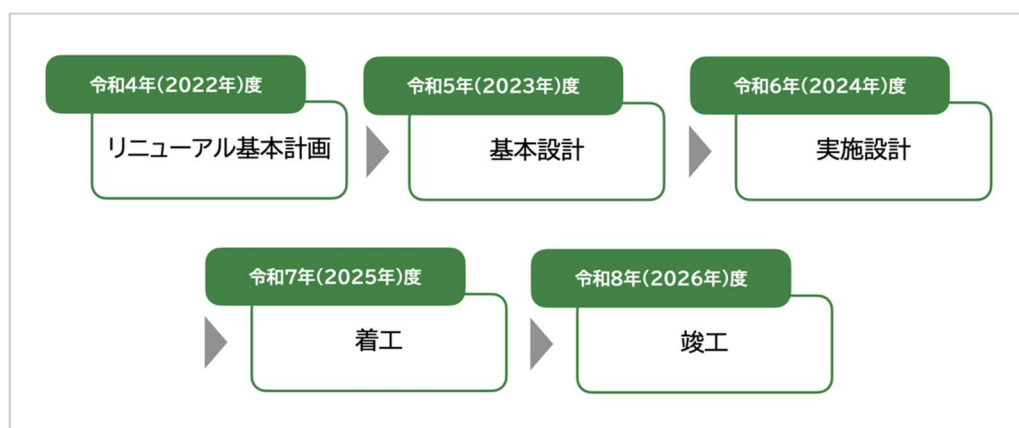 令和4年(2022年)度
リニューアル基本計画
令和5年(2023年)度
基本設計
令和6年(2024年)度
実施設計
令和7年(2025年)度
着工
令和8年(2026年)度
竣工